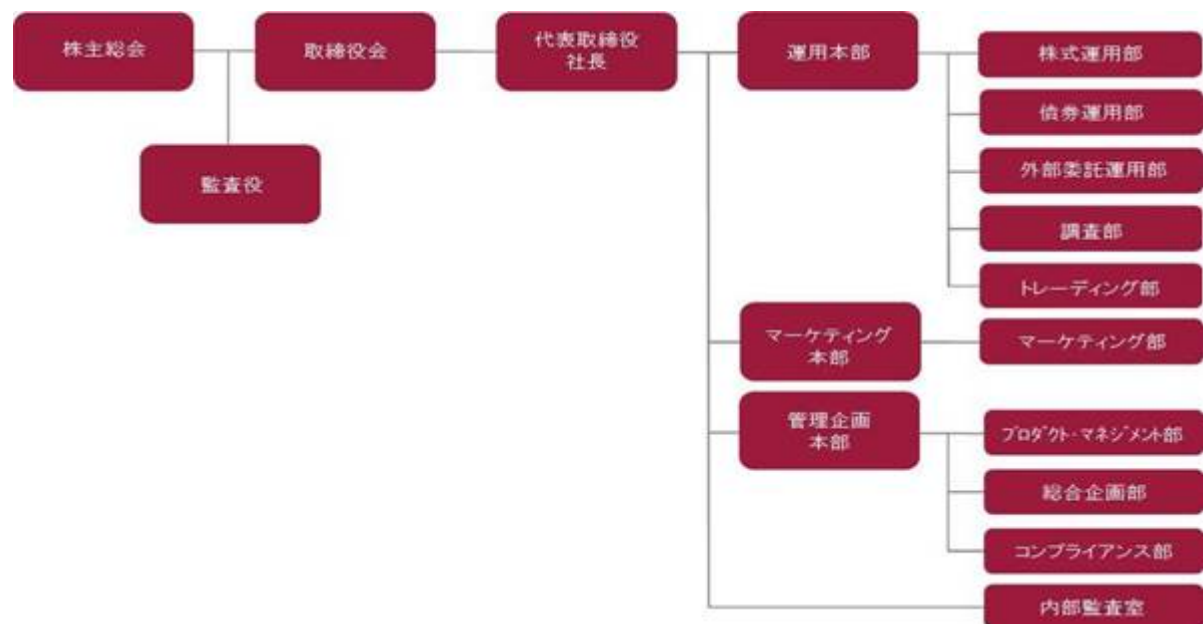 株主総会
取締役会
代表取締役
社長
運用本部
株式運用部
債券運用部
外部委託運用部
監査役
調査部
トレーディング部
マーケティング
本部
マーケティング部
管理企画
本部
プロダクト・マネジメント部
総合企画部
コンプライアンス部
内部監査室